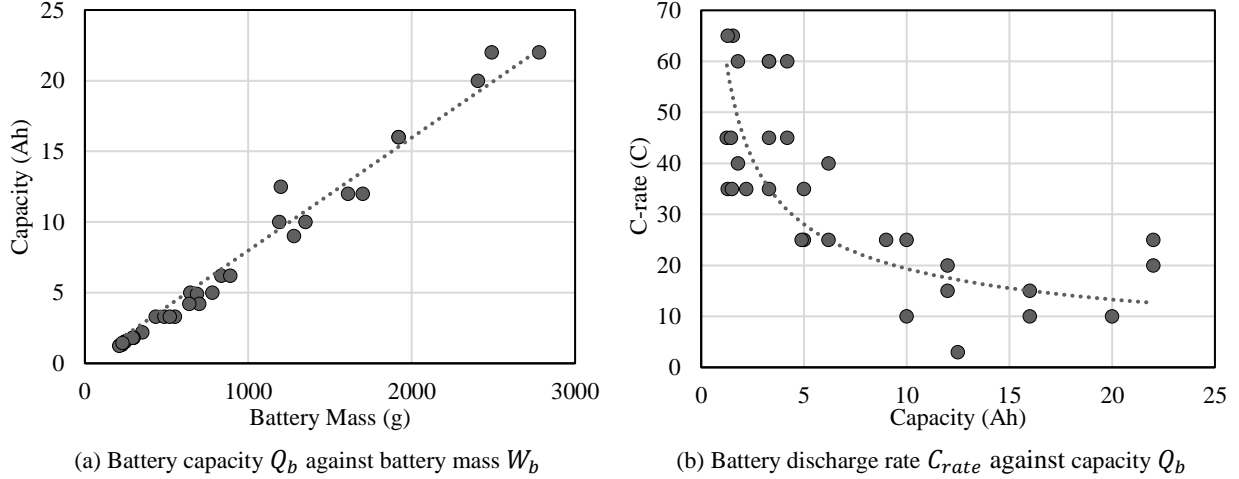 25
20
15
10
5
0
Capacity (Ah)
0 1000 2000 3000
Battery Mass (g)
(a) Battery capacity Q_b against battery mass W_b
70
60
50
40
30
20
10
0
C-rate (C)
0 5 10 15 20 25
Capacity (Ah)
(b) Battery discharge rate C_rate against capacity Q_b